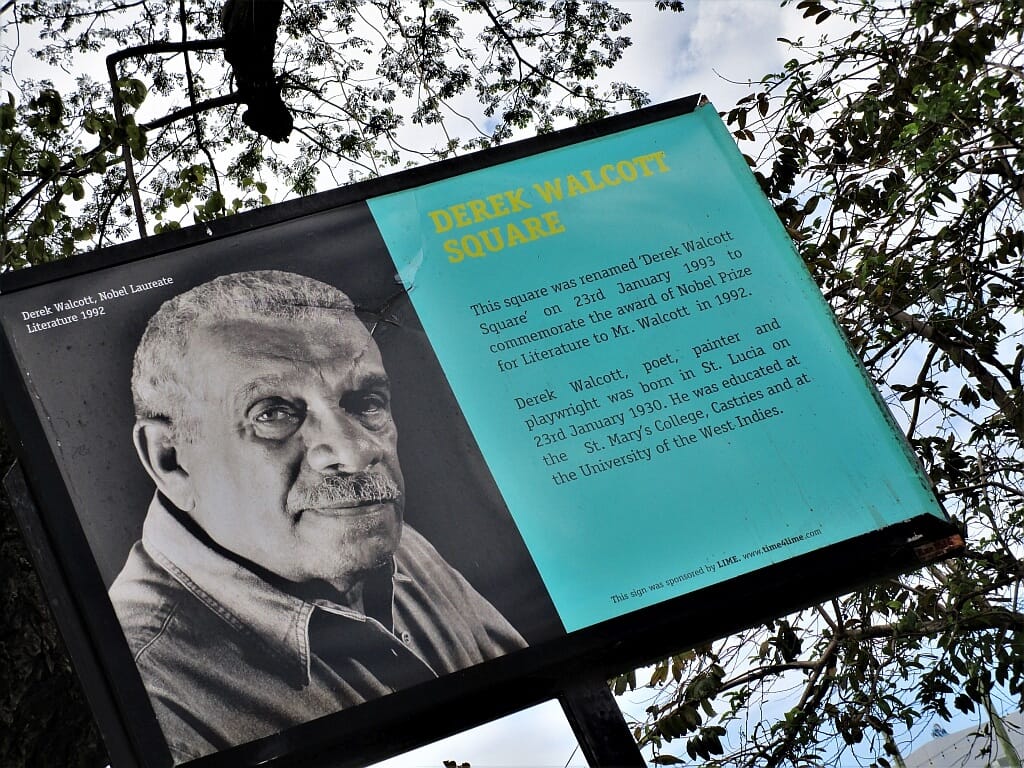 Derek Walcott, Nobel Laureate
Literature 1992
DEREK WALCOTT
SQUARE
This square was renamed 'Derek Walcott
Square' on 23rd January 1993 to
commemorate the award of Nobel Prize
for Literature to Mr. Walcott in 1992.
Derek Walcott, poet, painter and
playwright was born in St. Lucia on
23rd January 1930. He was educated at
the St. Mary's College, Castries and at
the University of the West Indies.
This sign was sponsored by LIME. www.time4lime.com